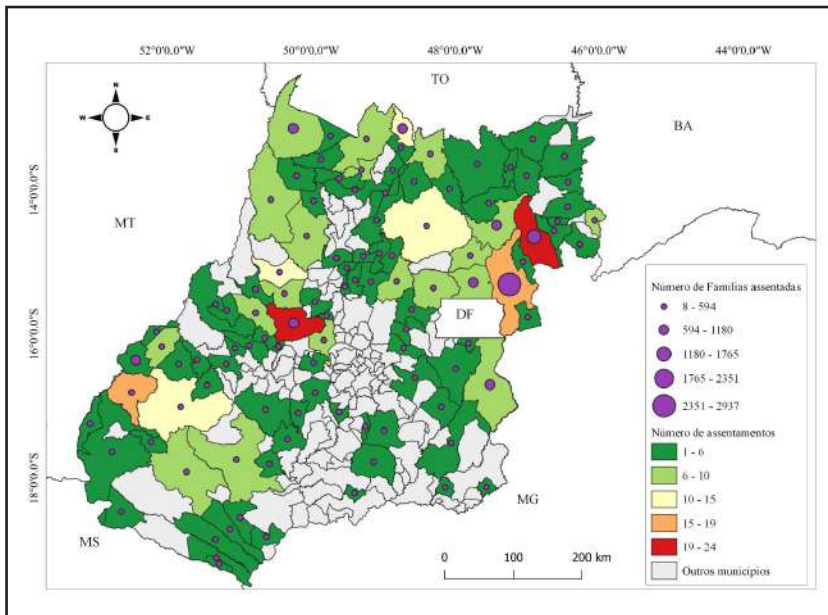 52°0'0.0"W 50°0'0.0"W 48°0'0.0"W 46°0'0.0"W 44°0'0.0"W
TO
N
W E
S
BA
14°0'0.0"S
MT
DF
16°0'0.0"S
18°0'0.0"S
MG
MS
0 100 200 km
Número de Familias assentadas
8 - 594
594 - 1180
1180 - 1765
1765 - 2351
2351 - 2937
Número de assentamentos
1 - 6
6 - 10
10 - 15
15 - 19
19 - 24
Outros municipios